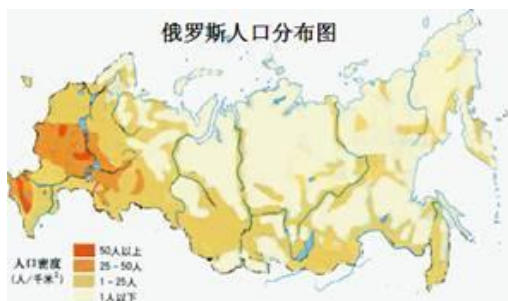 俄罗斯人口分布图
人口密度
(人/千米²)
50人以上
25－50人
1－25人
1人以下